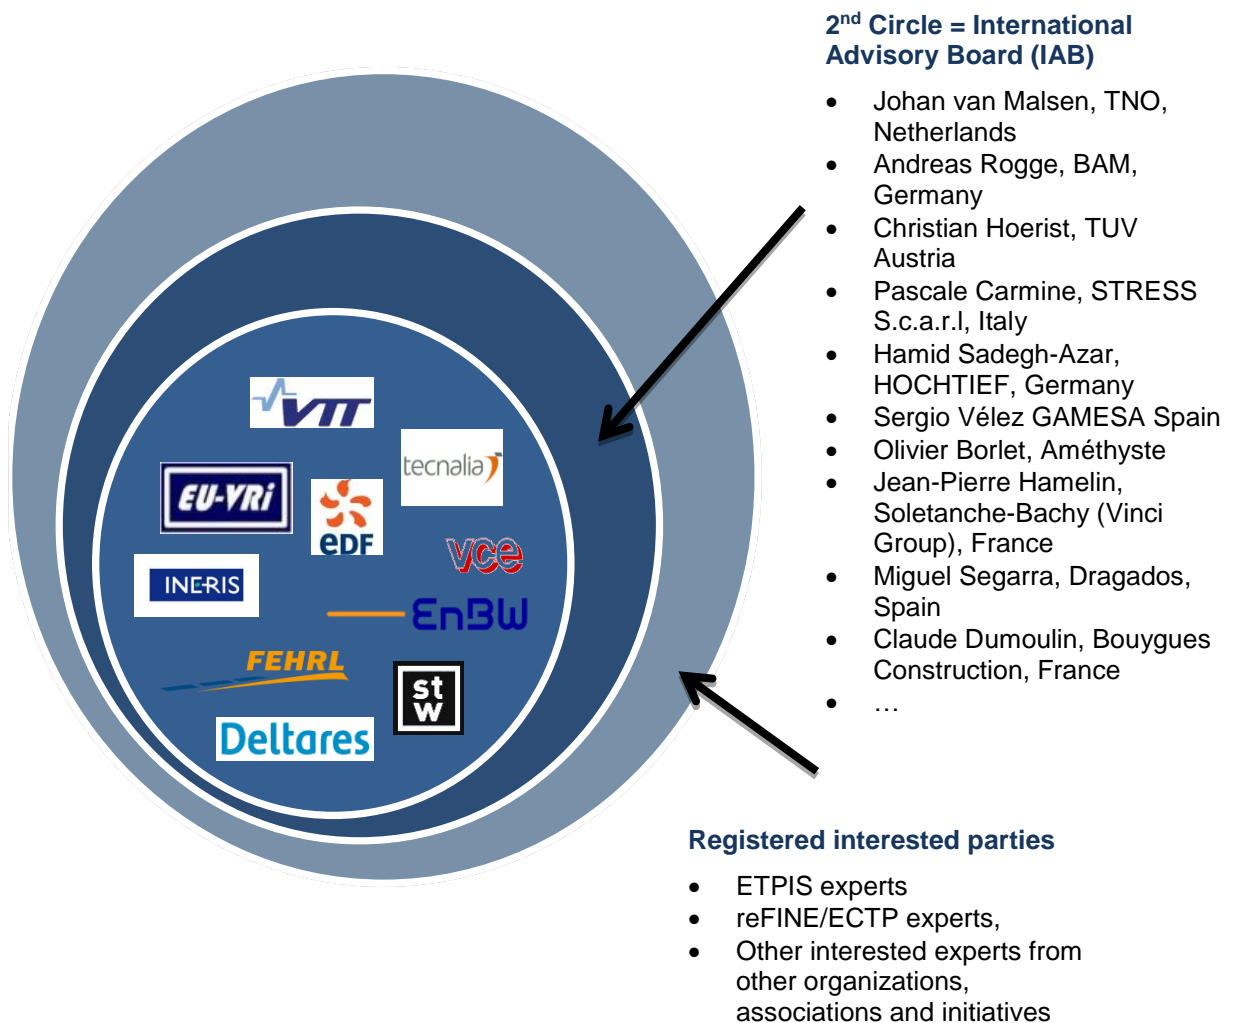 2nd Circle = International
Advisory Board (IAB)
• Johan van Malsen, TNO,
Netherlands
• Andreas Rogge, BAM,
Germany
• Christian Hoerist, TUV
Austria
• Pascale Carmine, STRESS
S.c.a.r.l, Italy
• Hamid Sadegh-Azar,
HOCHTIEF, Germany
• Sergio Vélez GAMESA Spain
• Olivier Borlet, Améthyste
• Jean-Pierre Hamelin,
Soletanche-Bachy (Vinci
Group), France
• Miguel Segarra, Dragados,
Spain
• Claude Dumoulin, Bouygues
Construction, France
• …
VTT
tecnalia
EU-VRi
eDF
vce
INERIS
EnBW
FEHRL
st
W
Deltares
Registered interested parties
• ETPIS experts
• reFINE/ECTP experts,
• Other interested experts from
other organizations,
associations and initiatives